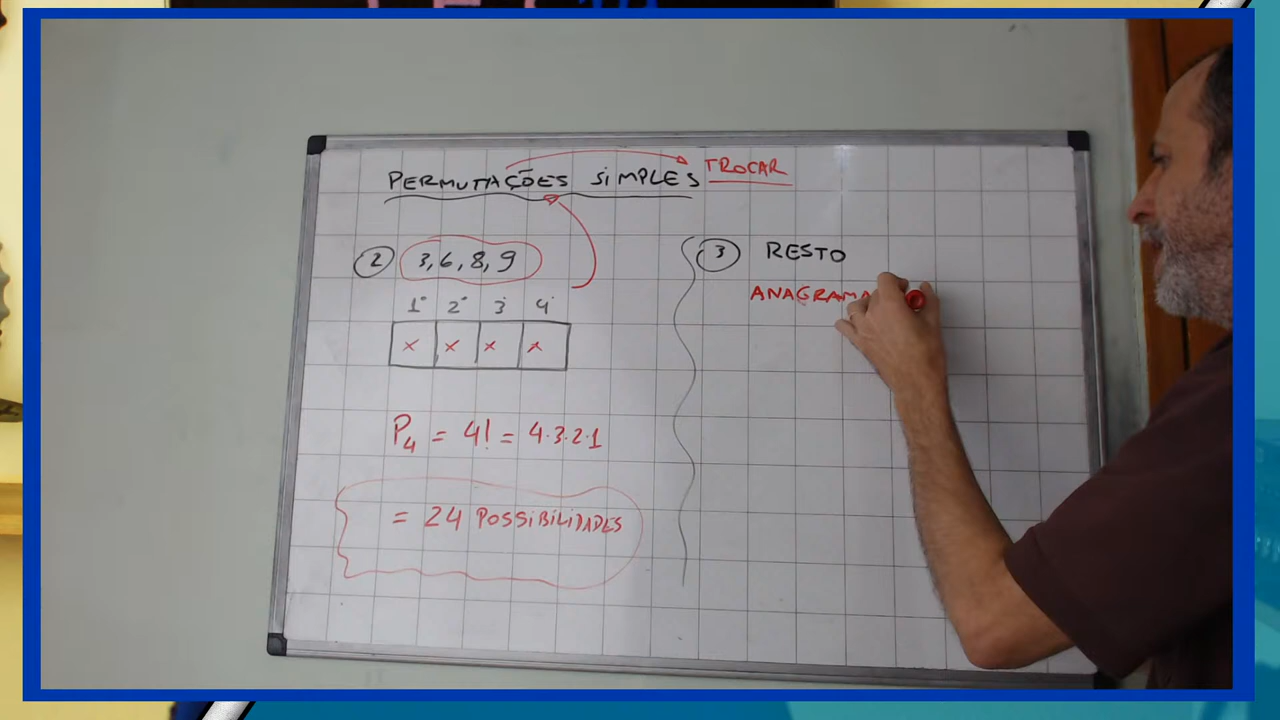 PERMUTAÇÕES SIMPLES
TROCAR
2 3, 6, 8, 9
1° 2° 3° 4°
x x x x
P4 = 4! = 4·3·2·1
= 24 POSSIBILIDADES
3 RESTO
ANAGRAMA